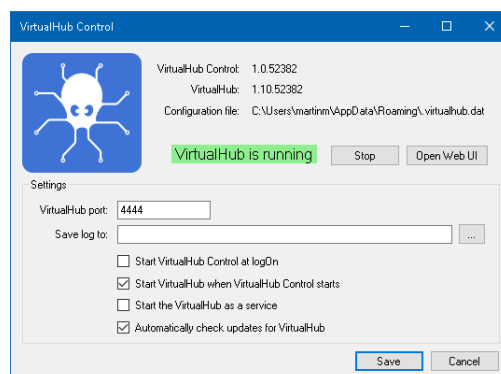 VirtualHub Control
VirtualHub Control: 1.0.52382
VirtualHub: 1.10.52382
Configuration file: C:\Users\martinm\AppData\Roaming\.virtualhub.dat
VirtualHub is running Stop Open Web UI
Settings
VirtualHub port: 4444
Save log to: ...
Start VirtualHub Control at logOn
Start VirtualHub when VirtualHub Control starts
Start the VirtualHub as a service
Automatically check updates for VirtualHub
Save Cancel